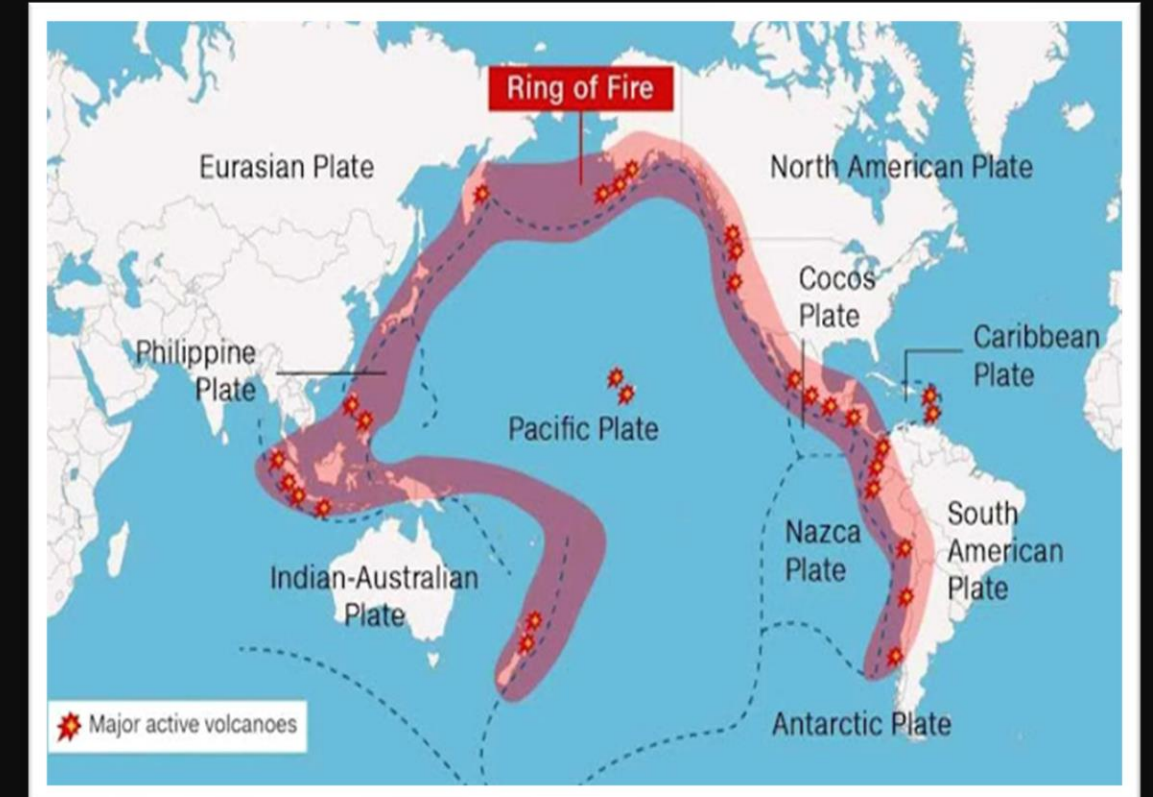 Ring of Fire
Eurasian Plate
North American Plate
Cocos
Plate
Caribbean
Plate
Philippine
Plate
Pacific Plate
Nazca
Plate
South
American
Plate
Indian-Australian
Plate
Antarctic Plate
Major active volcanoes